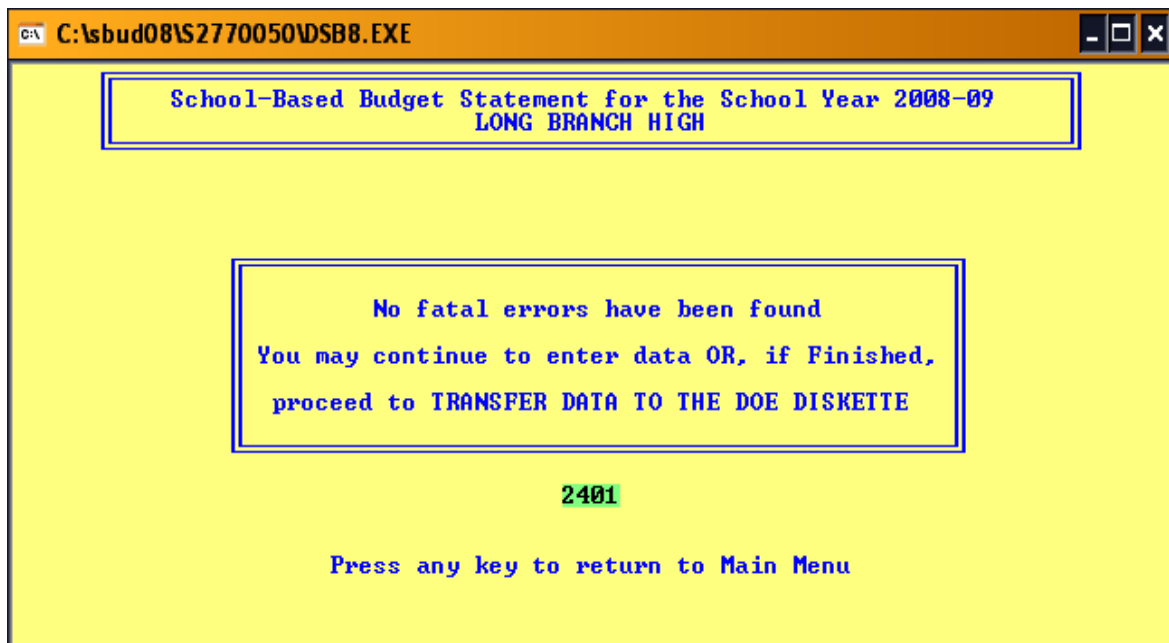 C:\sbud08\S2770050\DSB8.EXE
School-Based Budget Statement for the School Year 2008-09
LONG BRANCH HIGH
No fatal errors have been found
You may continue to enter data OR, if Finished,
proceed to TRANSFER DATA TO THE DOE DISKETTE
2401
Press any key to return to Main Menu